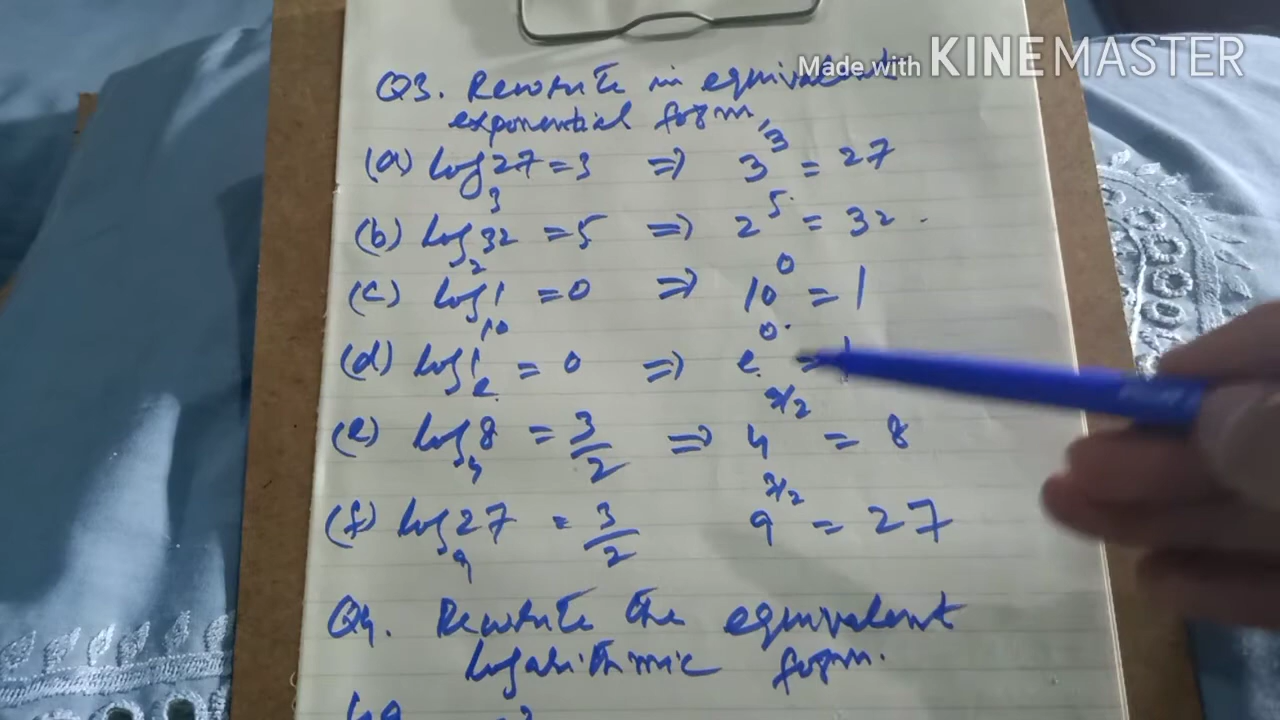 Made with KINEMASTER
Q3. Rewrite in equivalent
exponential form,
(a) log₃27 = 3 ⇒ 3³ = 27
(b) log₂32 = 5 ⇒ 2⁵ = 32.
(c) log₁₀1 = 0 ⇒ 10⁰ = 1
(d) logₑ1 = 0 ⇒ e⁰ = 1
(e) log₄8 = 3/2 ⇒ 4^3/2 = 8
(f) log₉27 = 3/2 9^3/2 = 27
Q4. Rewrite the equivalent
logarithmic form.